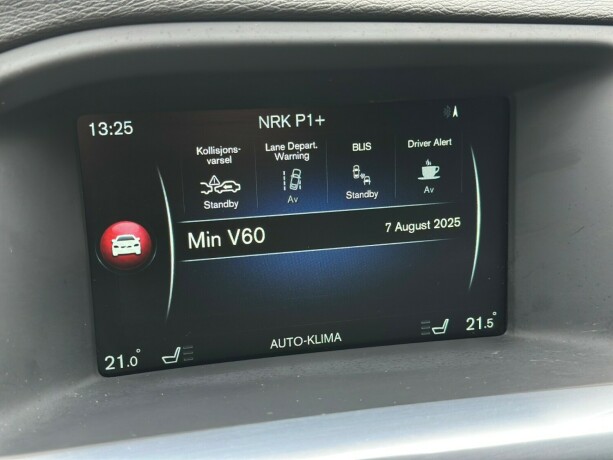 13:25
NRK P1+
Kollisjons-
varsel
Standby
Lane Depart.
Warning
Av
BLIS
Standby
Driver Alert
Av
Min V60
7 August 2025
21.0°
AUTO-KLIMA
21.5°